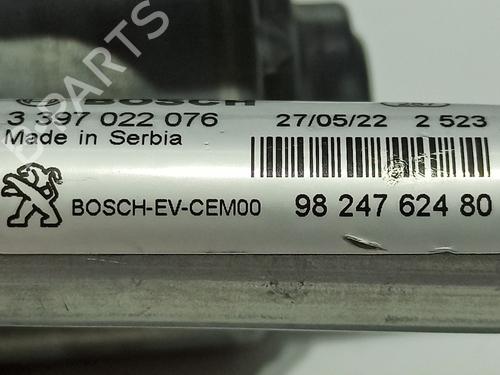 BOSCH
3 397 022 076 27/05/22 2 523
Made in Serbia
BOSCH-EV-CEM00 98 247 624 80
PARTS